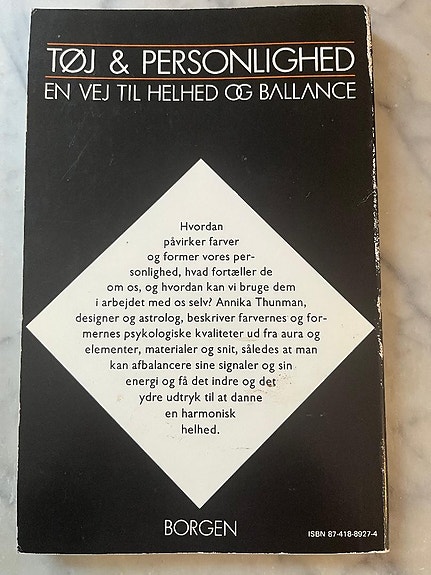 TØJ & PERSONLIGHED
EN VEJ TIL HELHED OG BALLANCE
Hvordan
påvirker farver
og former vores per-
sonlighed, hvad fortæller de
om os, og hvordan kan vi bruge dem
i arbejdet med os selv? Annika Thunman,
designer og astrolog, beskriver farvernes og for-
mernes psykologiske kvaliteter ud fra aura og
elementer, materialer og snit, således at man
kan afbalancere sine signaler og sin
energi og få det indre og det
ydre udtryk til at danne
en harmonisk
helhed.
BORGEN
ISBN 87-418-8927-4